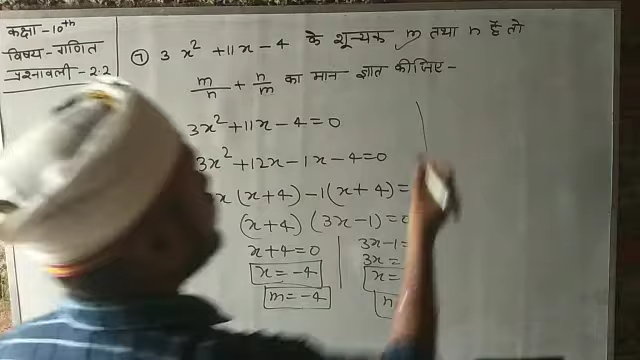 कक्षा-10th
विषय-गणित
प्रश्नावली-2.2
⑦ 3x²+11x-4 के शून्यक m तथा n हैं तो
m/n + n/m का मान ज्ञात कीजिए-
3x²+11x-4=0
3x²+12x-1x-4=0
x(x+4)-1(x+4)=
(x+4)(3x-1)=0
x+4=0
x=-4
m=-4
3x-1=
3x=
x=
n